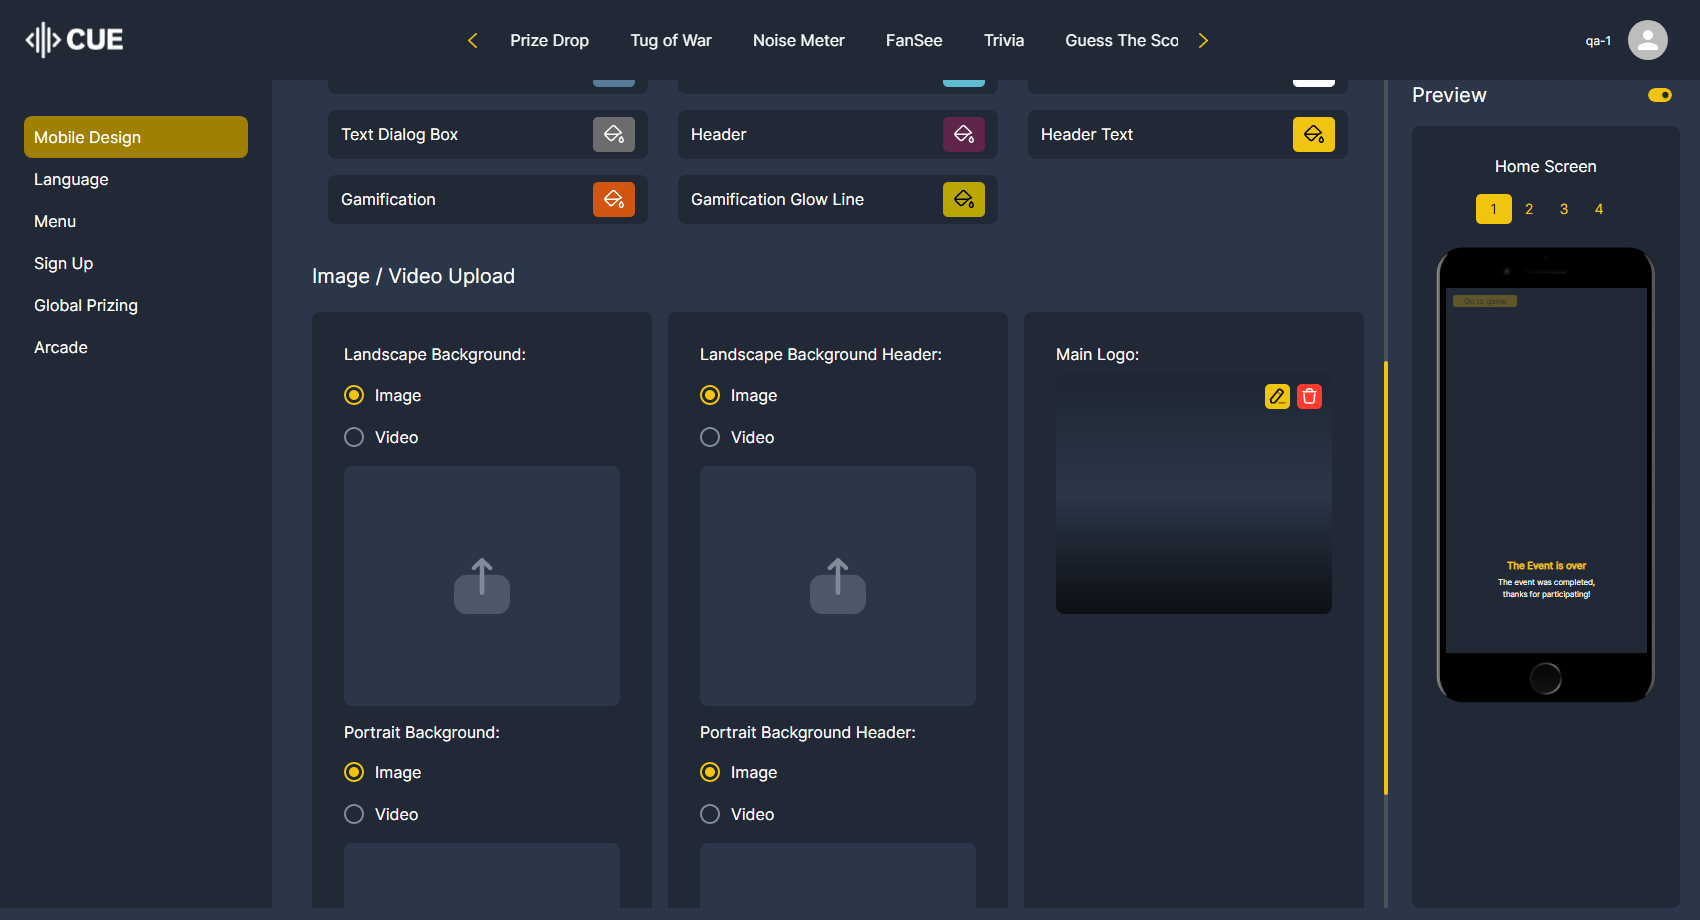 CUE
Prize Drop
Tug of War
Noise Meter
FanSee
Trivia
Guess The Sco
qa-1
Mobile Design
Language
Menu
Sign Up
Global Prizing
Arcade
Text Dialog Box
Header
Header Text
Gamification
Gamification Glow Line
Image / Video Upload
Landscape Background:
Image
Video
Landscape Background Header:
Image
Video
Main Logo:
Portrait Background:
Image
Video
Portrait Background Header:
Image
Video
Preview
Home Screen
1 2 3 4
Go to game
The Event is over
The event was completed,
thanks for participating!